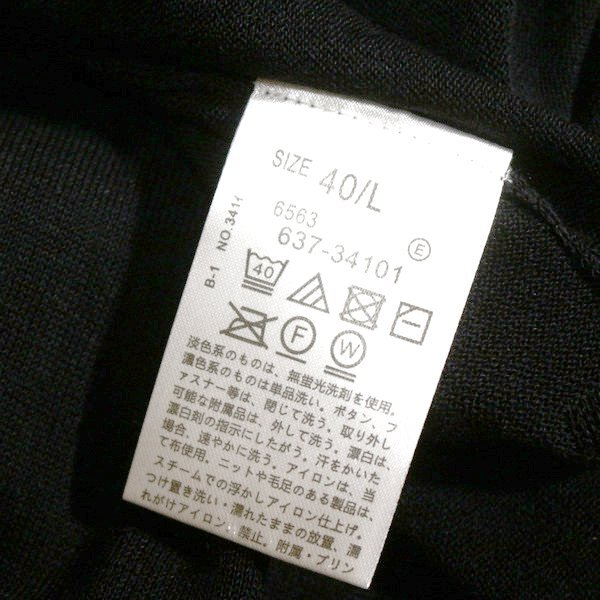 SIZE 40/L
6563
637-34101 E
B-1 NO.341
40
F W
淡色系のものは、無蛍光洗剤を使用。
濃色系のものは単品洗い。ボタン、フ
ァスナー等は、閉じて洗う。取り外し
可能な附属品は、外して洗う。漂白は、
漂白剤の指示にしたがう。汗をかいた
場合、速やかに洗う。アイロンは、当
て布使用。ニットや毛足のある製品は、
スチームでの浮かしアイロン仕上げ。
つけ置き洗い・濡れたままの放置、濡
れがけアイロン・禁止。附属・プリン